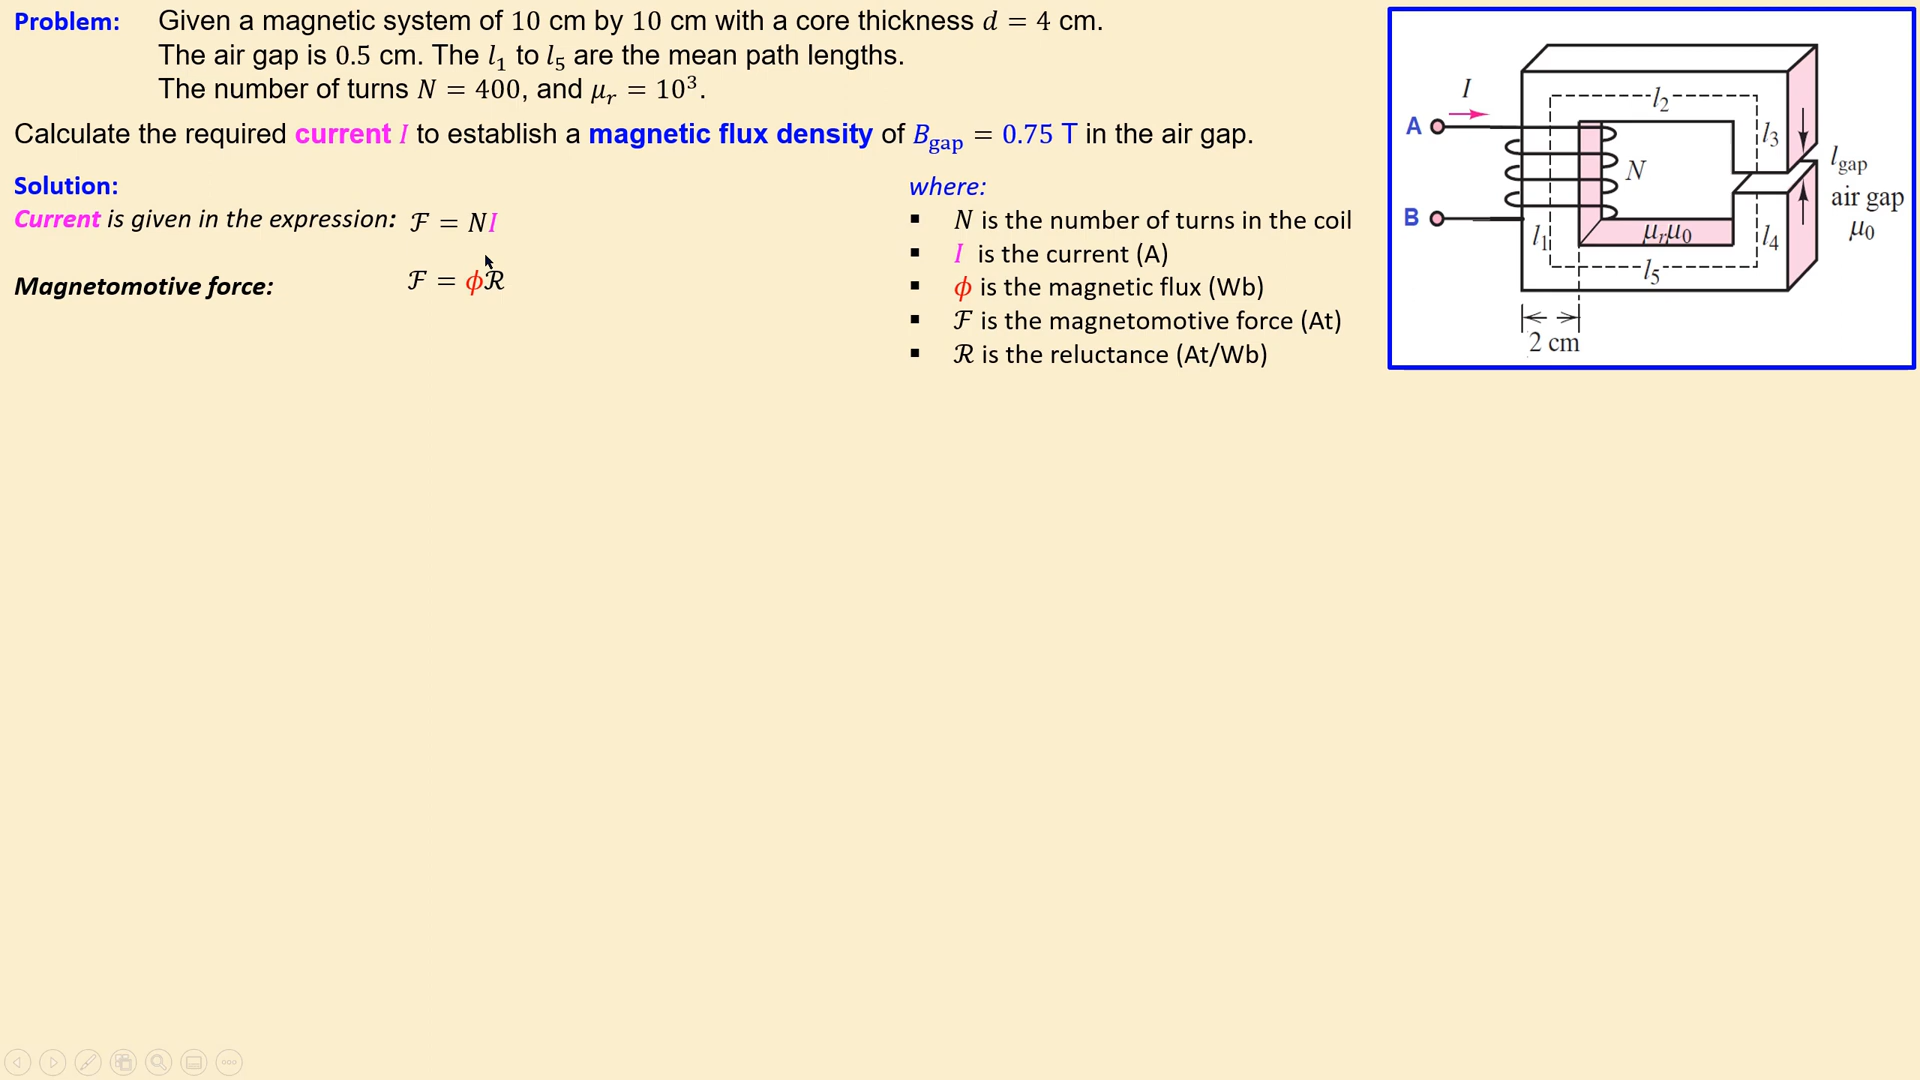 Problem: Given a magnetic system of 10 cm by 10 cm with a core thickness d = 4 cm.
The air gap is 0.5 cm. The l₁ to l₅ are the mean path lengths.
The number of turns N = 400, and μᵣ = 10³.
Calculate the required current I to establish a magnetic flux density of B_gap = 0.75 T in the air gap.
Solution:
Current is given in the expression: ℱ = NI
Magnetomotive force: ℱ = ϕℛ
where:
▪ N is the number of turns in the coil
▪ I is the current (A)
▪ ϕ is the magnetic flux (Wb)
▪ ℱ is the magnetomotive force (At)
▪ ℛ is the reluctance (At/Wb)
I
A
B
N
l₁
l₂
l₃
l₄
l₅
μᵣμ₀
l_gap
air gap
μ₀
2 cm